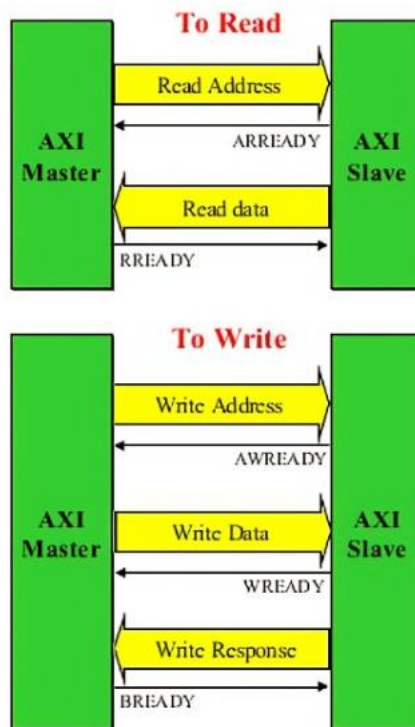 To Read
Read Address
ARREADY
AXI
Master
AXI
Slave
Read data
RREADY
To Write
Write Address
AWREADY
AXI
Master
Write Data
AXI
Slave
WREADY
Write Response
BREADY